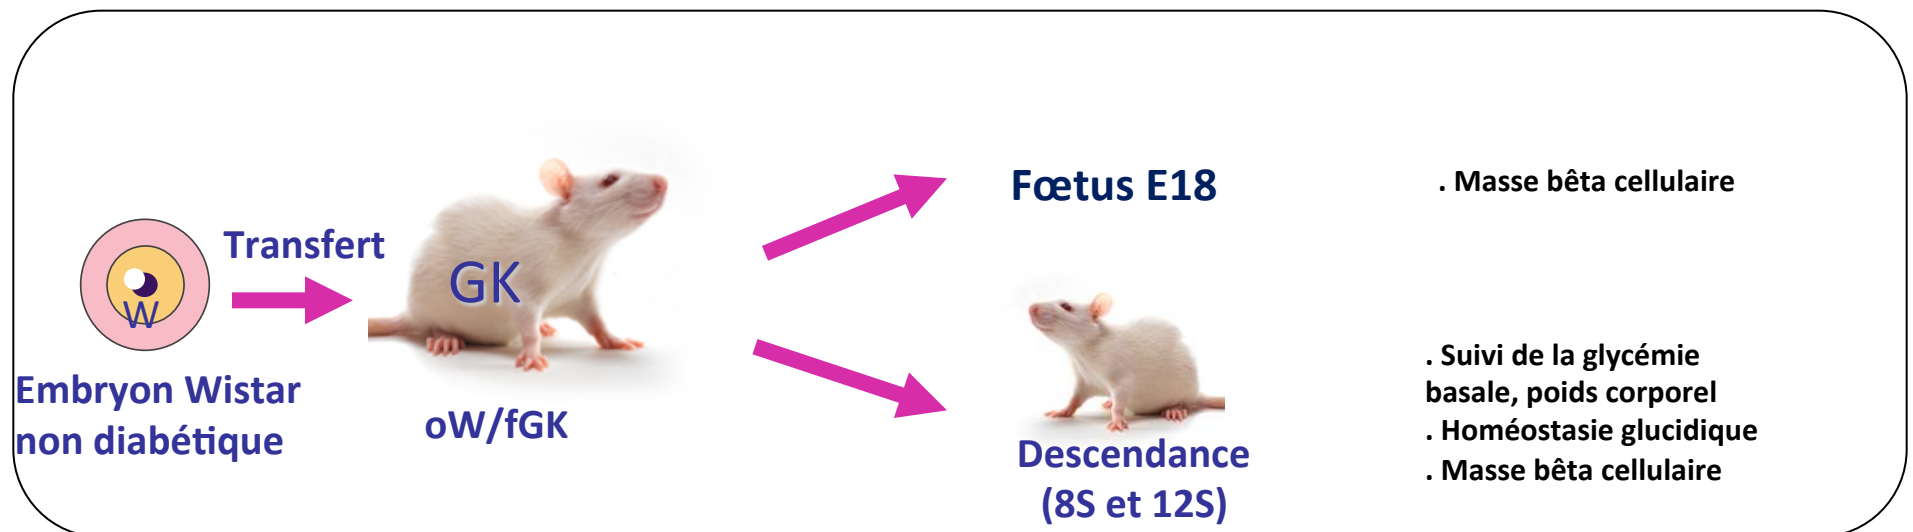 W
Embryon Wistar
non diabétique
Transfert
GK
oW/fGK
Fœtus E18
. Masse bêta cellulaire
Descendance
(8S et 12S)
. Suivi de la glycémie
basale, poids corporel
. Homéostasie glucidique
. Masse bêta cellulaire